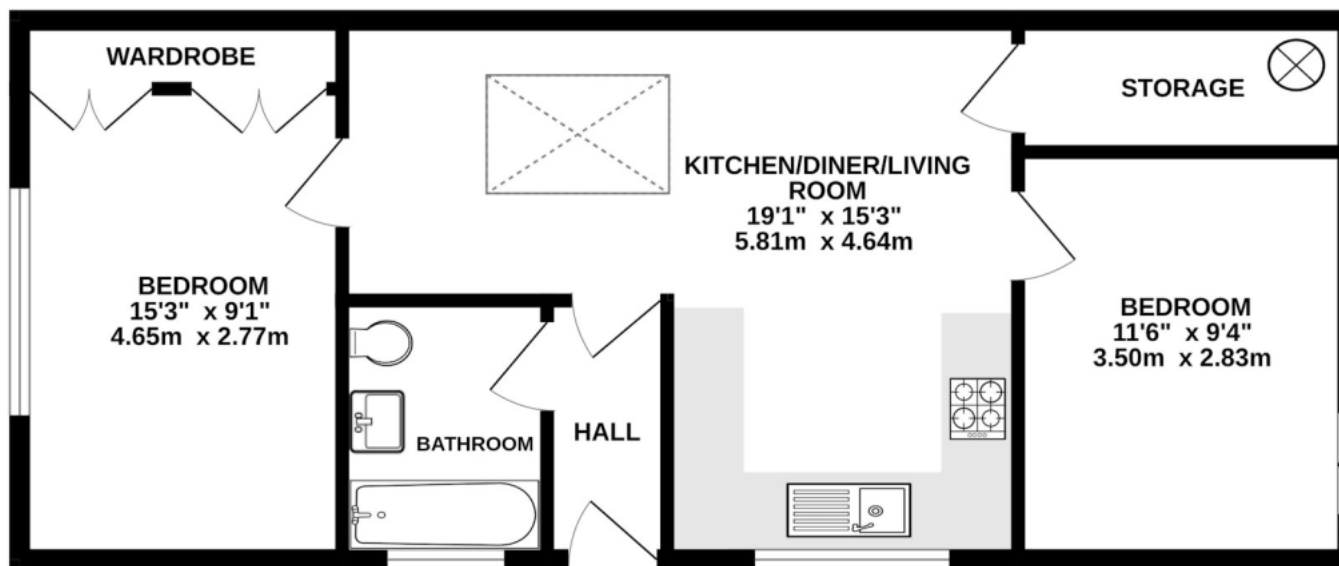 WARDROBE
STORAGE
KITCHEN/DINER/LIVING
ROOM
19'1" x 15'3"
5.81m x 4.64m
BEDROOM
15'3" x 9'1"
4.65m x 2.77m
BEDROOM
11'6" x 9'4"
3.50m x 2.83m
BATHROOM
HALL